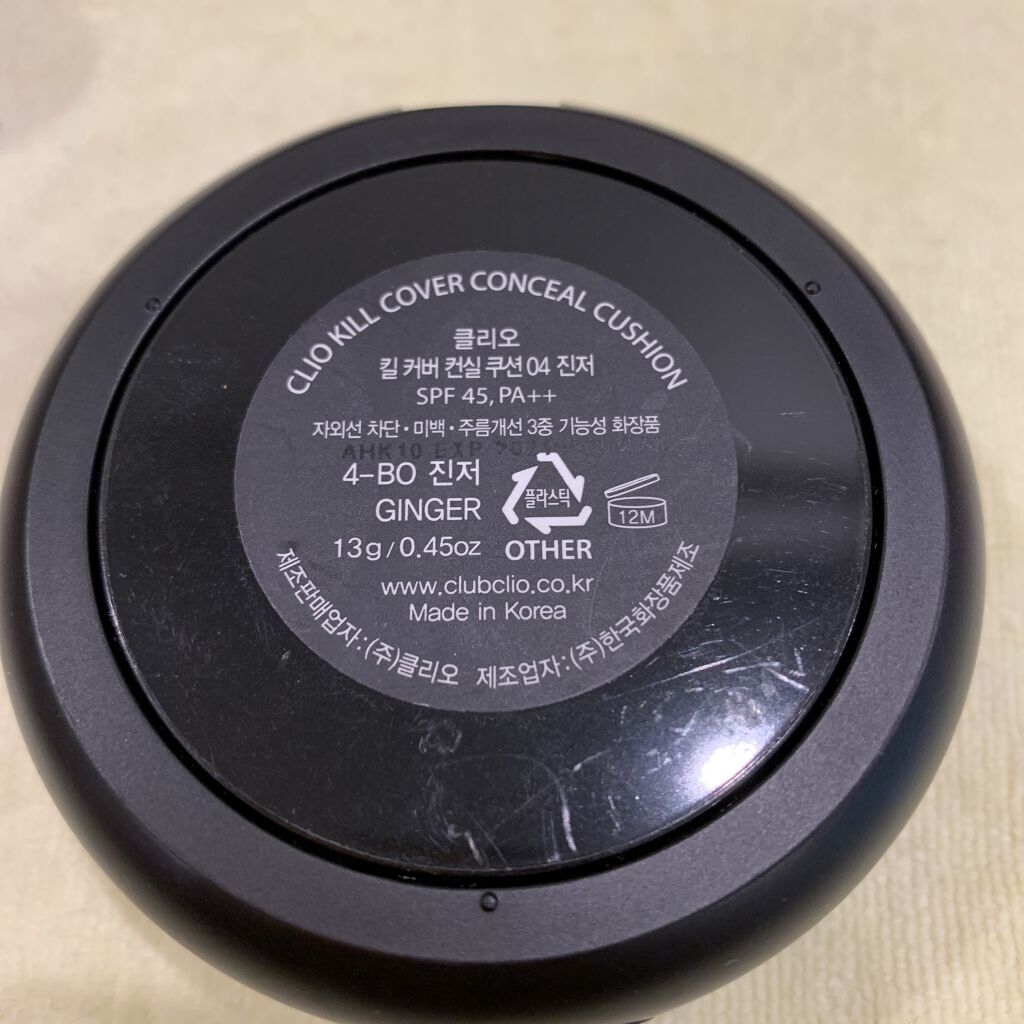 CLIO KILL COVER CONCEAL CUSHION
클리오
킬 커버 컨실 쿠션 04 진저
SPF 45, PA++
자외선 차단 • 미백 • 주름개선 3중 기능성 화장품
AHK10 EXP
4-BO 진저
GINGER
플라스틱
12M
13g / 0.45oz
OTHER
www.clubclio.co.kr
Made in Korea
제조판매업자 : (주)클리오 제조업자 : (주)한국화장품제조